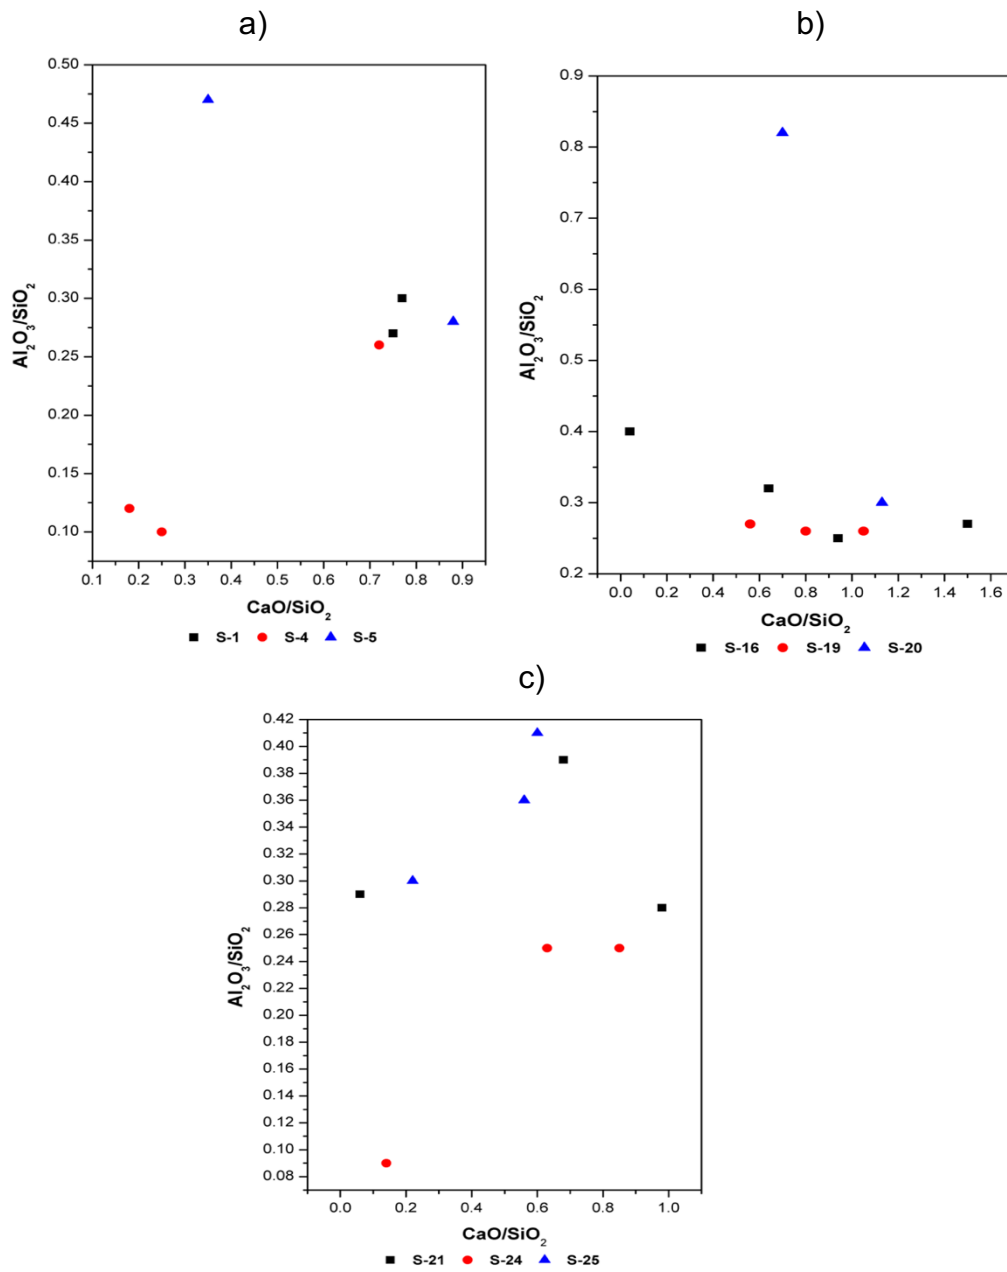 a)
0.50
0.45
0.40
0.35
0.30
0.25
0.20
0.15
0.10
Al₂O₃/SiO₂
0.1 0.2 0.3 0.4 0.5 0.6 0.7 0.8 0.9
CaO/SiO₂
S-1 S-4 S-5
b)
0.9
0.8
0.7
0.6
0.5
0.4
0.3
0.2
Al₂O₃/SiO₂
0.0 0.2 0.4 0.6 0.8 1.0 1.2 1.4 1.6
CaO/SiO₂
S-16 S-19 S-20
c)
0.42
0.40
0.38
0.36
0.34
0.32
0.30
0.28
0.26
0.24
0.22
0.20
0.18
0.16
0.14
0.12
0.10
0.08
Al₂O₃/SiO₂
0.0 0.2 0.4 0.6 0.8 1.0
CaO/SiO₂
S-21 S-24 S-25